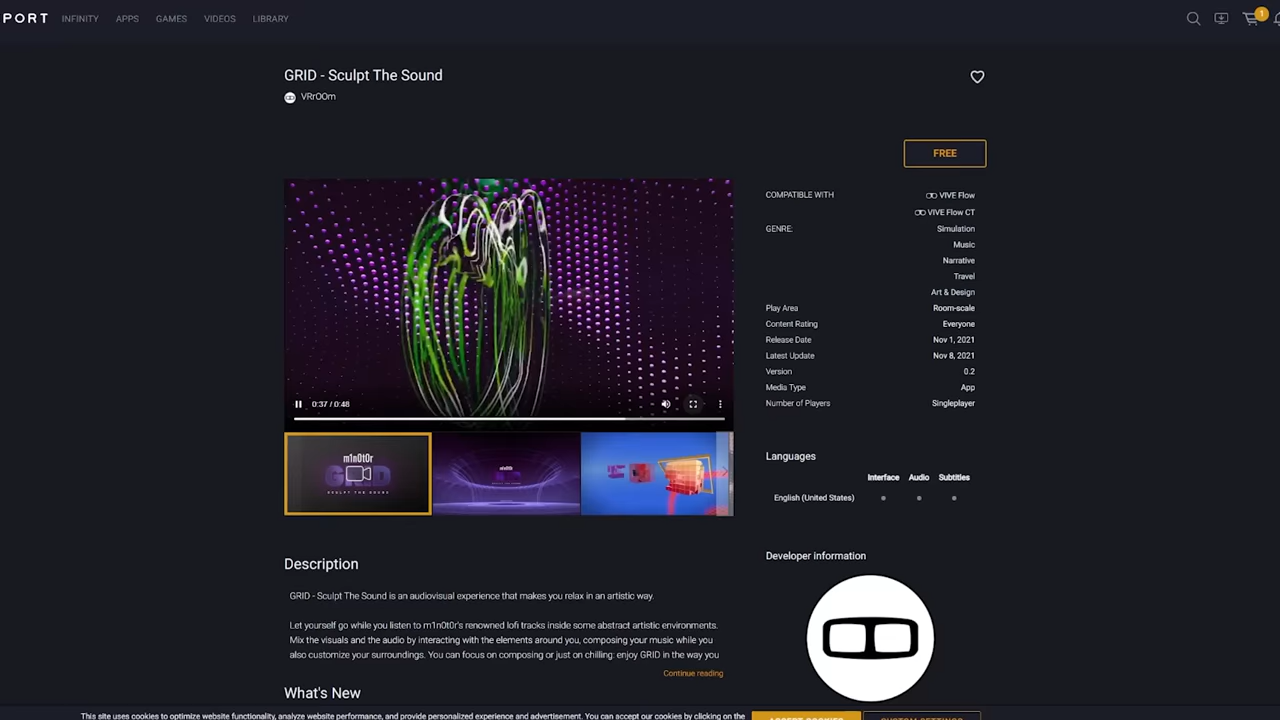 PORT INFINITY APPS GAMES VIDEOS LIBRARY
1
GRID - Sculpt The Sound
VRrOOm
FREE
COMPATIBLE WITH VIVE Flow
VIVE Flow CT
GENRE: Simulation
Music
Narrative
Travel
Art & Design
Play Area Room-scale
Content Rating Everyone
Release Date Nov 1, 2021
Latest Update Nov 8, 2021
Version 0.2
Media Type App
Number of Players Singleplayer
0:37 / 0:48
m1n0t0r
GRID
SCULPT THE SOUND
Languages
Interface Audio Subtitles
English (United States)
Description
GRID - Sculpt The Sound is an audiovisual experience that makes you relax in an artistic way.
Let yourself go while you listen to m1n0t0r's renowned lofi tracks inside some abstract artistic environments.
Mix the visuals and the audio by interacting with the elements around you, composing your music while you
also customize your surroundings. You can focus on composing or just on chilling: enjoy GRID in the way you
Continue reading
What's New
Developer information
This site uses cookies to optimize website functionality, analyze website performance, and provide personalized experience and advertisement. You can accept our cookies by clicking on the
ACCEPT COOKIES CUSTOM SETTINGS